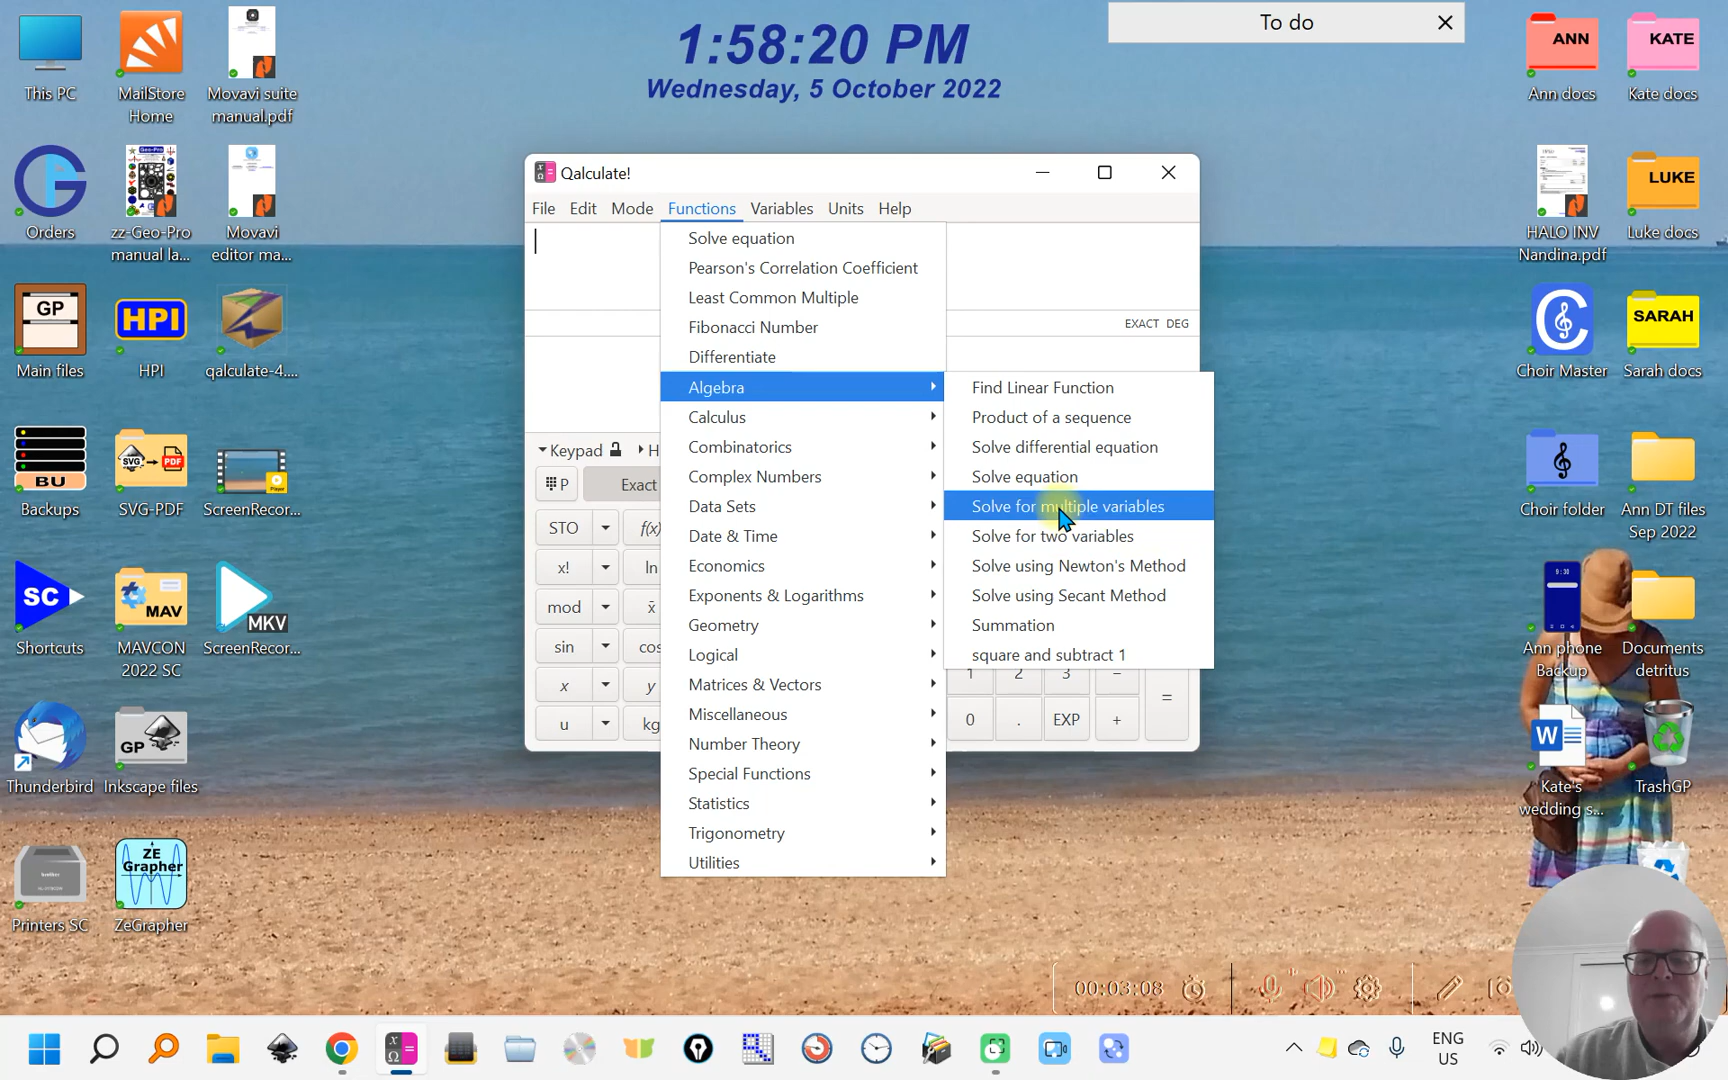 1:58:20 PM
Wednesday, 5 October 2022
To do
This PC
MailStore
Home
Movavi suite
manual.pdf
ANN
Ann docs
KATE
Kate docs
Orders
zz-Geo-Pro
manual la...
Movavi
editor ma...
HALO INV
Nandina.pdf
LUKE
Luke docs
GP
Main files
HPI
HPI
qalculate-4....
Choir Master
SARAH
Sarah docs
BU
Backups
SVG
PDF
SVG-PDF
ScreenRecor...
Choir folder
Ann DT files
Sep 2022
SC
Shortcuts
MAV
MAVCON
2022 SC
MKV
ScreenRecor...
9:30
Ann phone
Backup
Documents
detritus
Thunderbird
GP
Inkscape files
Kate's
wedding s...
TrashGP
Printers SC
ZE
Grapher
ZeGrapher
Qalculate!
File Edit Mode Functions Variables Units Help
EXACT DEG
Solve equation
Pearson's Correlation Coefficient
Least Common Multiple
Fibonacci Number
Differentiate
Algebra
Calculus
Combinatorics
Complex Numbers
Data Sets
Date & Time
Economics
Exponents & Logarithms
Geometry
Logical
Matrices & Vectors
Miscellaneous
Number Theory
Special Functions
Statistics
Trigonometry
Utilities
Find Linear Function
Product of a sequence
Solve differential equation
Solve equation
Solve for multiple variables
Solve for two variables
Solve using Newton's Method
Solve using Secant Method
Summation
square and subtract 1
Keypad H
P Exact
STO f(x)
x! ln
mod x̄
sin cos
x y
u kg
1 2 3 −
0 . EXP + =
00:03:08
ENG
US